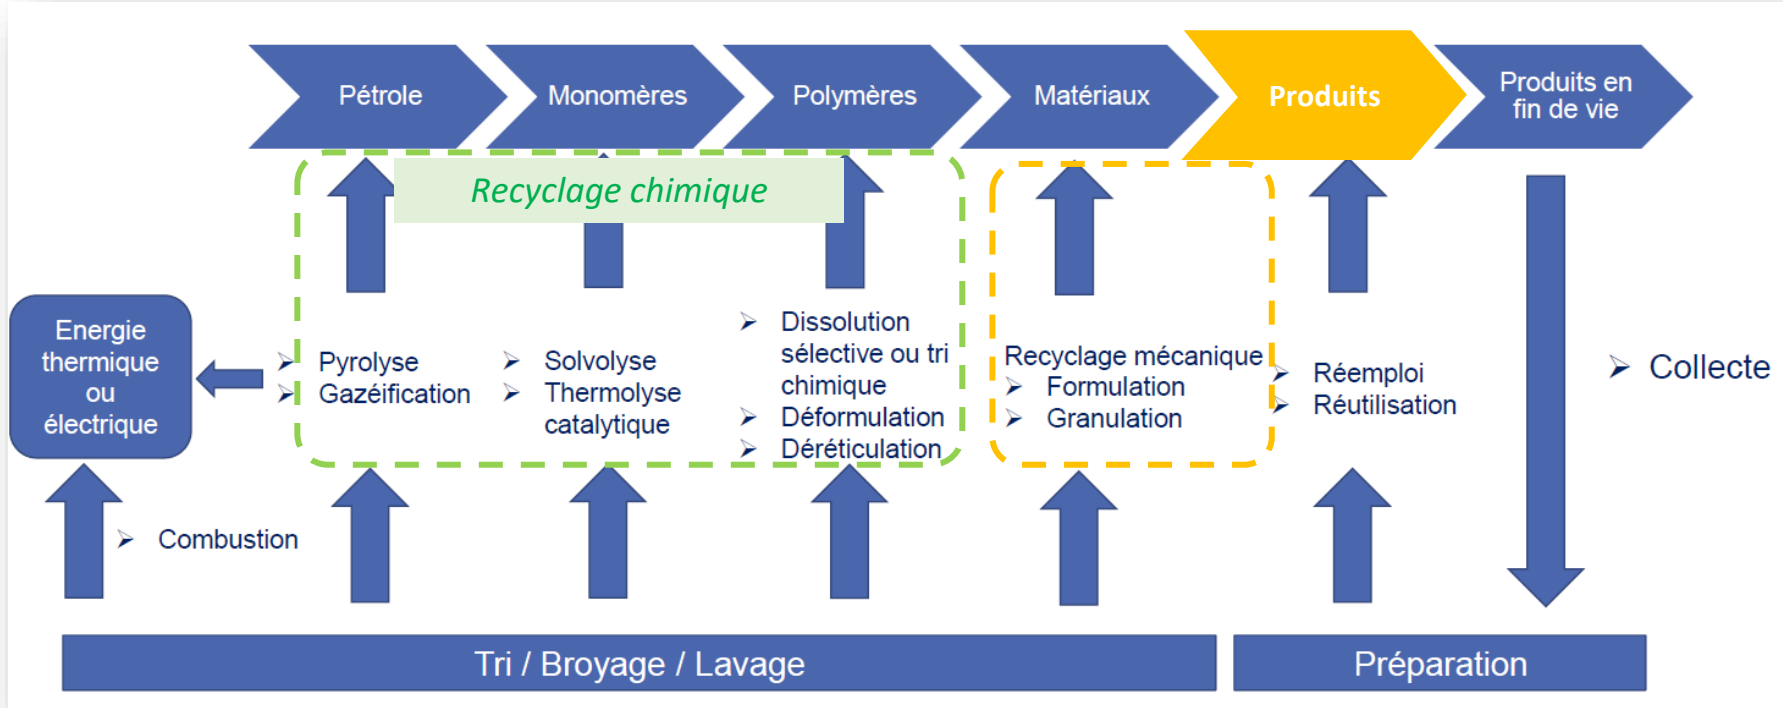 Pétrole
Monomères
Polymères
Matériaux
Produits
Produits en
fin de vie
Recyclage chimique
Energie
thermique
ou
électrique
Pyrolyse
Gazéification
Solvolyse
Thermolyse
catalytique
Dissolution
sélective ou tri
chimique
Déformulation
Déréticulation
Recyclage mécanique
Formulation
Granulation
Réemploi
Réutilisation
Collecte
Combustion
Tri / Broyage / Lavage
Préparation